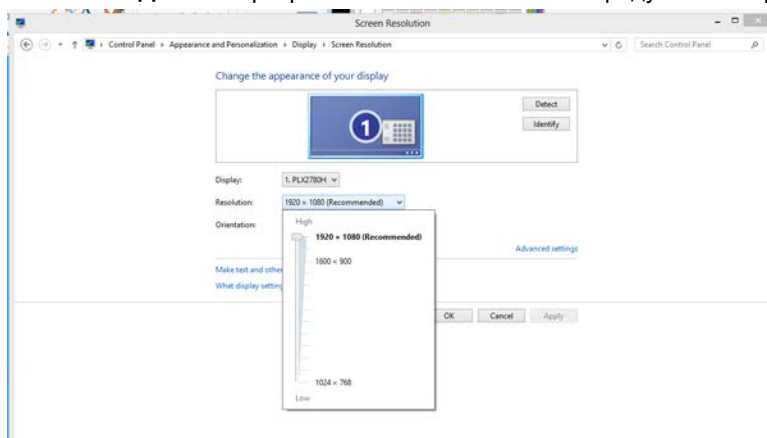 Screen Resolution
Control Panel › Appearance and Personalization › Display › Screen Resolution
Search Control Panel
Change the appearance of your display
1
Detect
Identify
Display:
1. PLX2780H
Resolution:
1920 × 1080 (Recommended)
Orientation:
High
1920 × 1080 (Recommended)
1600 × 900
1024 × 768
Low
Advanced settings
Make text and other
What display setting
OK
Cancel
Apply